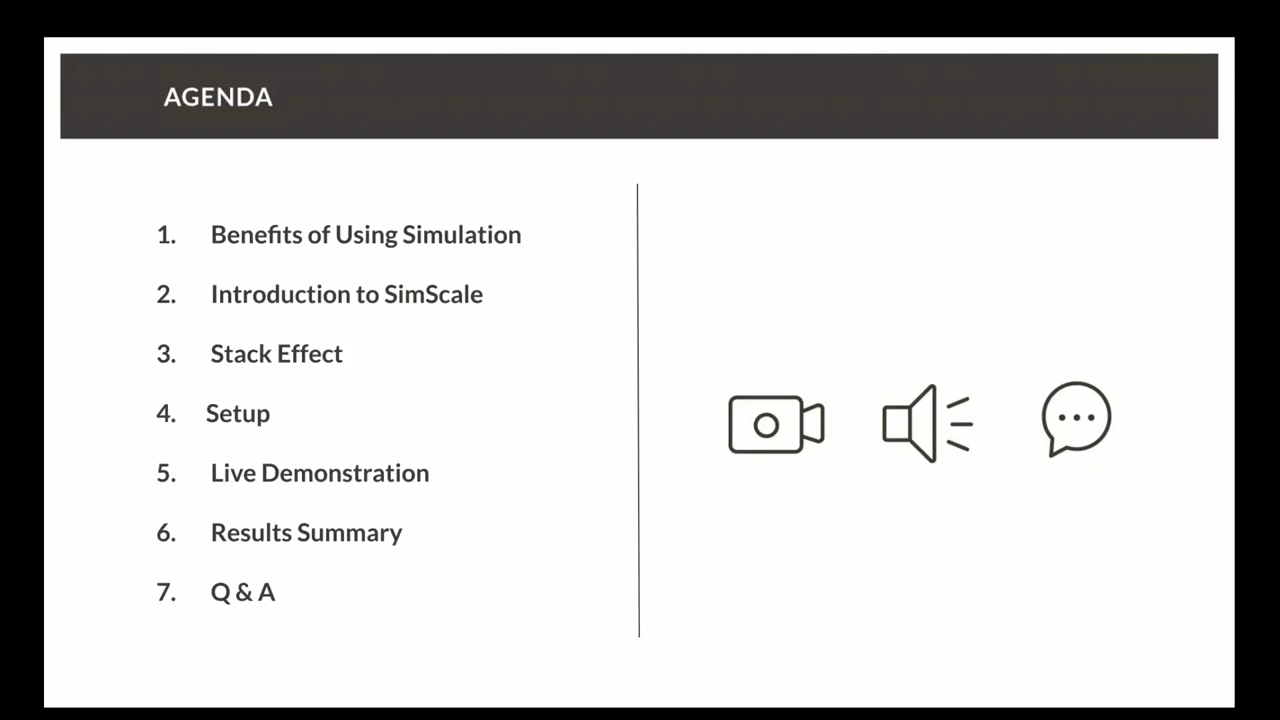 AGENDA
1. Benefits of Using Simulation
2. Introduction to SimScale
3. Stack Effect
4. Setup
5. Live Demonstration
6. Results Summary
7. Q & A